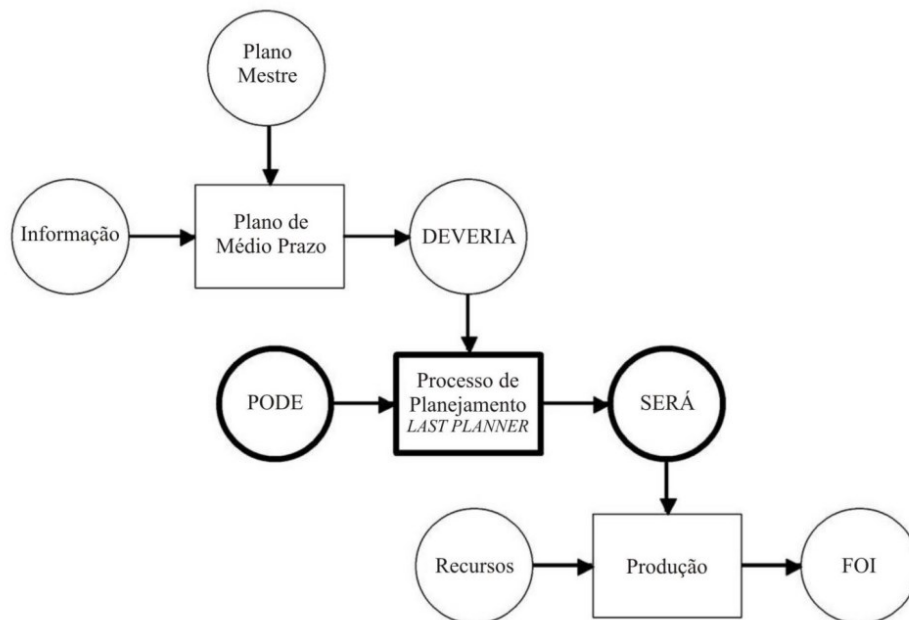 Plano
Mestre
Informação
Plano de
Médio Prazo
DEVERIA
PODE
Processo de
Planejamento
LAST PLANNER
SERÁ
Recursos
Produção
FOI